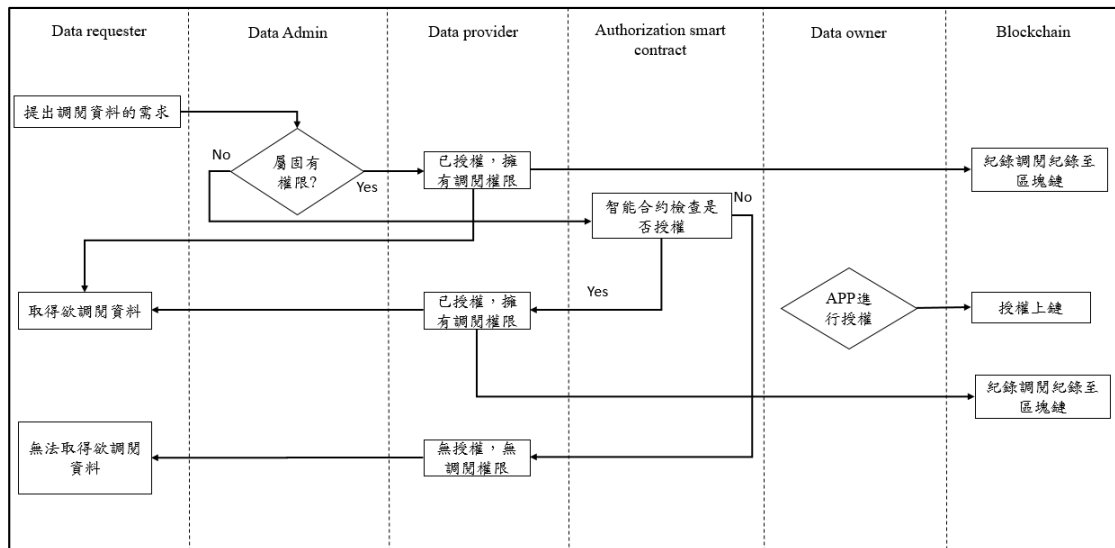 Data requester
Data Admin
Data provider
Authorization smart
contract
Data owner
Blockchain
提出調閱資料的需求
No
屬固有
權限?
Yes
已授權，擁
有調閱權限
紀錄調閱紀錄至
區塊鏈
智能合約檢查是
否授權
No
Yes
取得欲調閱資料
已授權，擁
有調閱權限
APP進
行授權
授權上鏈
紀錄調閱紀錄至
區塊鏈
無法取得欲調閱
資料
無授權，無
調閱權限